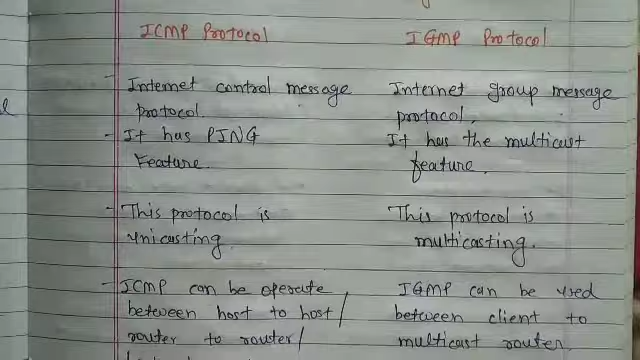 ICMP Protocol
IGMP Protocol
- Internet control message
protocol.
Internet group message
protocol.
- It has PING
Feature.
It has the multicast
feature.
- This protocol is
unicasting.
This protocol is
multicasting.
- ICMP can be operate
between host to host/
router to router/
IGMP can be used
between client to
multicast router.